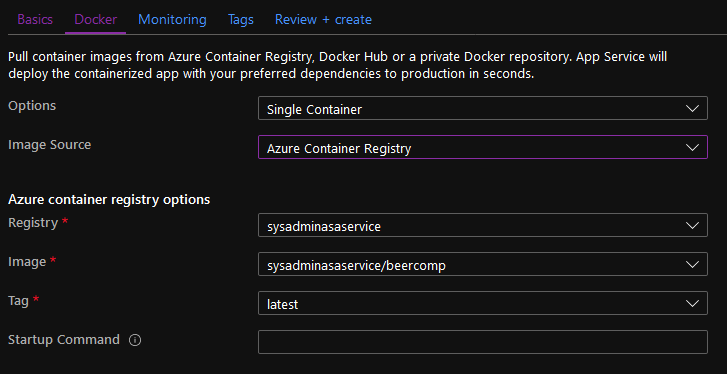 Basics Docker Monitoring Tags Review + create
Pull container images from Azure Container Registry, Docker Hub or a private Docker repository. App Service will
deploy the containerized app with your preferred dependencies to production in seconds.
Options Single Container
Image Source Azure Container Registry
Azure container registry options
Registry * sysadminasaservice
Image * sysadminasaservice/beercomp
Tag * latest
Startup Command